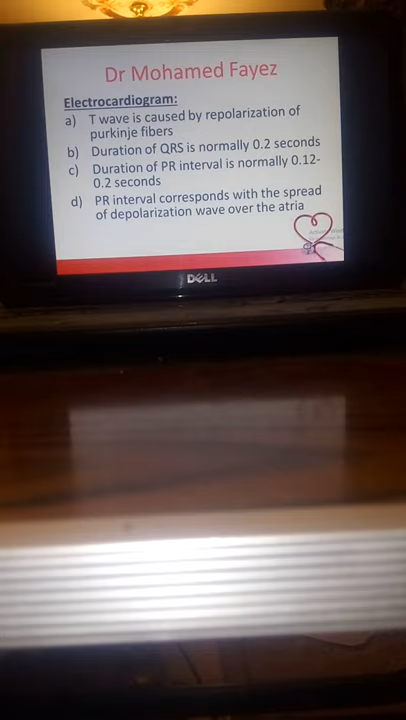 Dr Mohamed Fayez
Electrocardiogram:
a) T wave is caused by repolarization of
purkinje fibers
b) Duration of QRS is normally 0.2 seconds
c) Duration of PR interval is normally 0.12-
0.2 seconds
d) PR interval corresponds with the spread
of depolarization wave over the atria
DELL